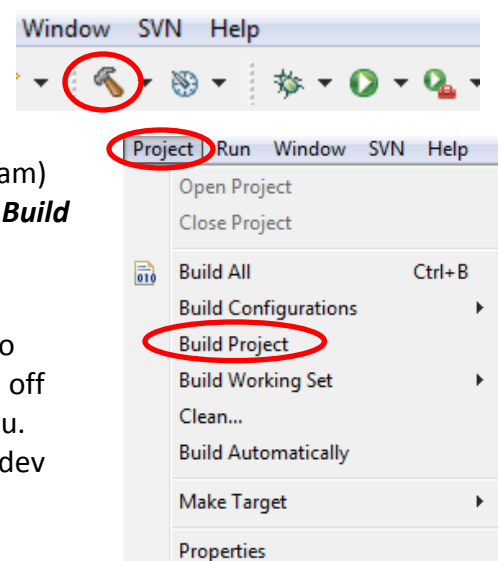 Window SVN Help
Project Run Window SVN Help
am)
Build
o
off
u.
dev
Open Project
Close Project
010
Build All Ctrl+B
Build Configurations
Build Project
Build Working Set
Clean...
Build Automatically
Make Target
Properties